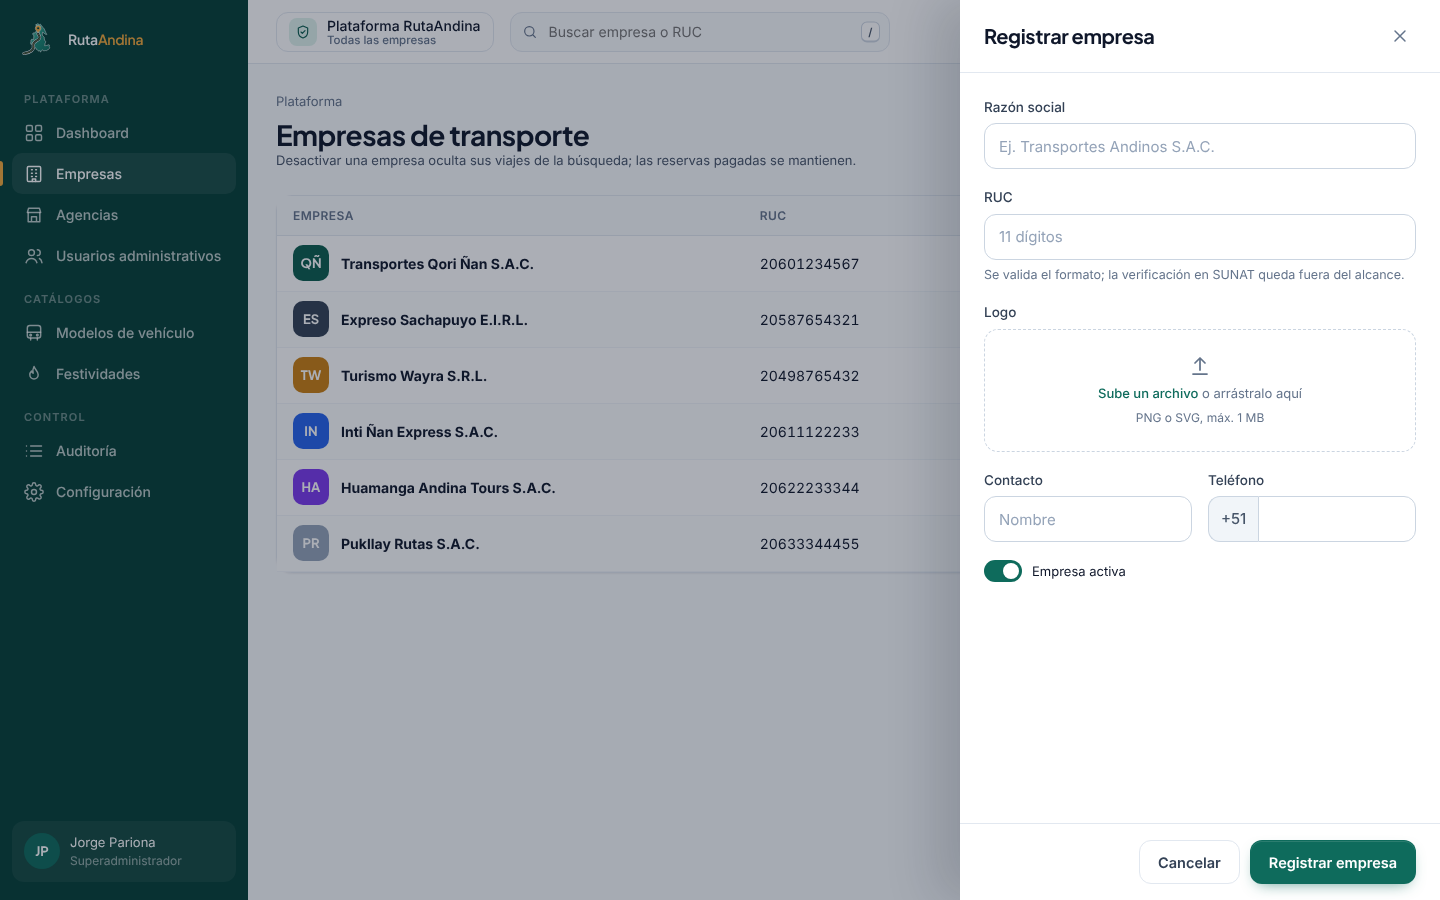 RutaAndina
PLATAFORMA
Dashboard
Empresas
Agencias
Usuarios administrativos
CATÁLOGOS
Modelos de vehículo
Festividades
CONTROL
Auditoría
Configuración
JP
Jorge Pariona
Superadministrador
Plataforma RutaAndina
Todas las empresas
Buscar empresa o RUC
/
Plataforma
Empresas de transporte
Desactivar una empresa oculta sus viajes de la búsqueda; las reservas pagadas se mantienen.
EMPRESA RUC
QÑ Transportes Qori Ñan S.A.C. 20601234567
ES Expreso Sachapuyo E.I.R.L. 20587654321
TW Turismo Wayra S.R.L. 20498765432
IN Inti Ñan Express S.A.C. 20611122233
HA Huamanga Andina Tours S.A.C. 20622233344
PR Pukllay Rutas S.A.C. 20633344455
Registrar empresa
Razón social
Ej. Transportes Andinos S.A.C.
RUC
11 dígitos
Se valida el formato; la verificación en SUNAT queda fuera del alcance.
Logo
Sube un archivo o arrástralo aquí
PNG o SVG, máx. 1 MB
Contacto Teléfono
Nombre +51
Empresa activa
Cancelar Registrar empresa